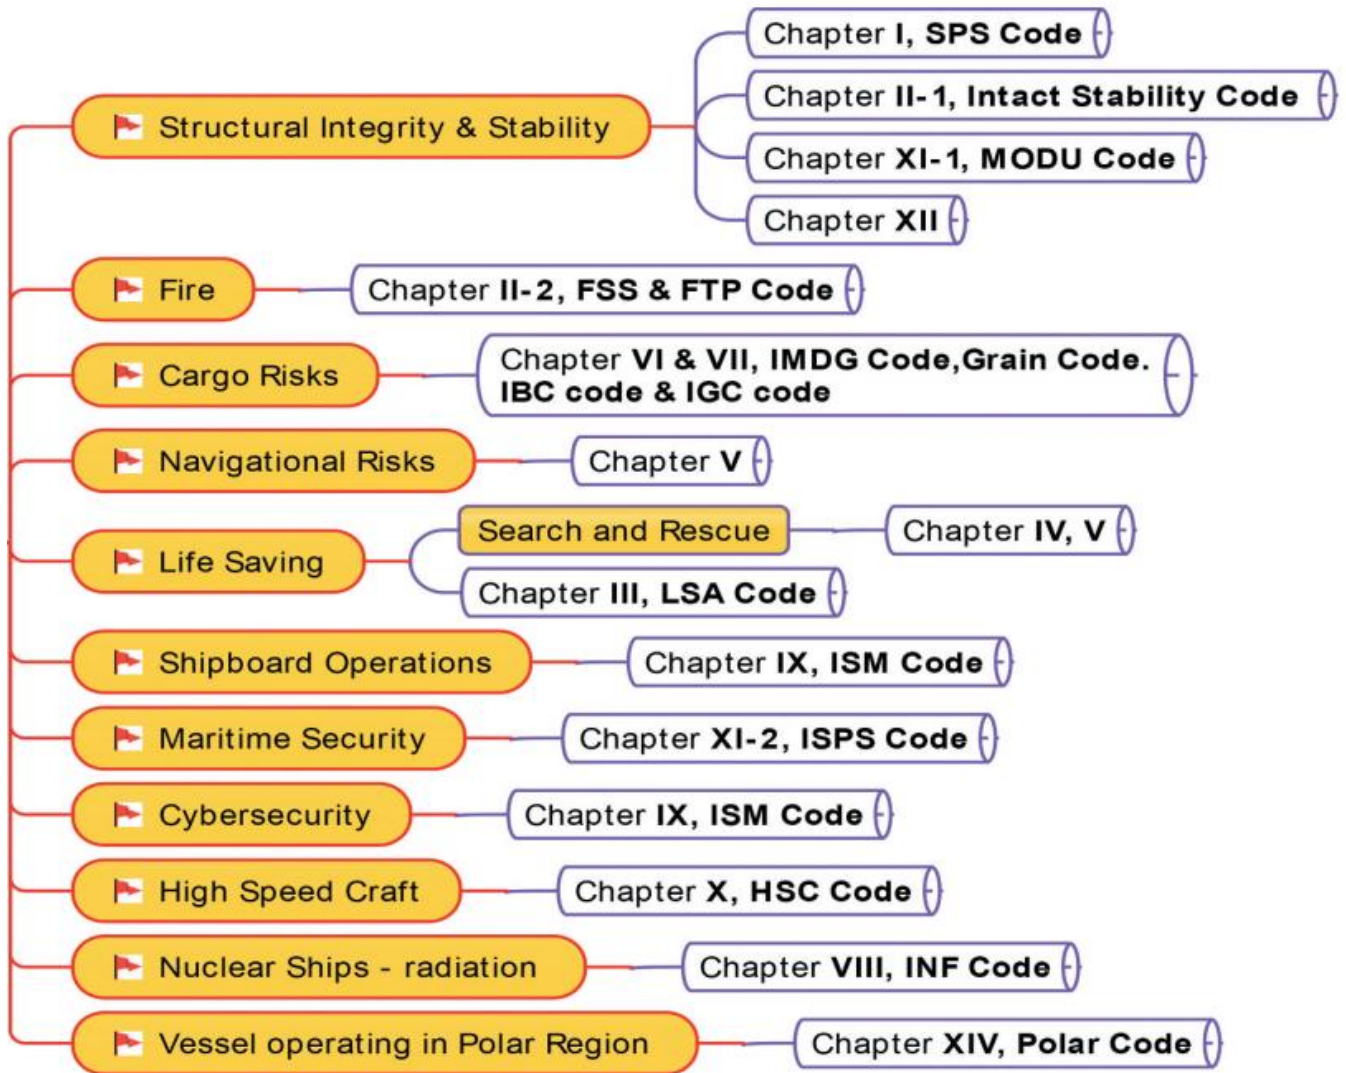 Structural Integrity & Stability
Chapter I, SPS Code
Chapter II-1, Intact Stability Code
Chapter XI-1, MODU Code
Chapter XII
Fire
Chapter II-2, FSS & FTP Code
Cargo Risks
Chapter VI & VII, IMDG Code,Grain Code.
IBC code & IGC code
Navigational Risks
Chapter V
Life Saving
Search and Rescue
Chapter IV, V
Chapter III, LSA Code
Shipboard Operations
Chapter IX, ISM Code
Maritime Security
Chapter XI-2, ISPS Code
Cybersecurity
Chapter IX, ISM Code
High Speed Craft
Chapter X, HSC Code
Nuclear Ships - radiation
Chapter VIII, INF Code
Vessel operating in Polar Region
Chapter XIV, Polar Code